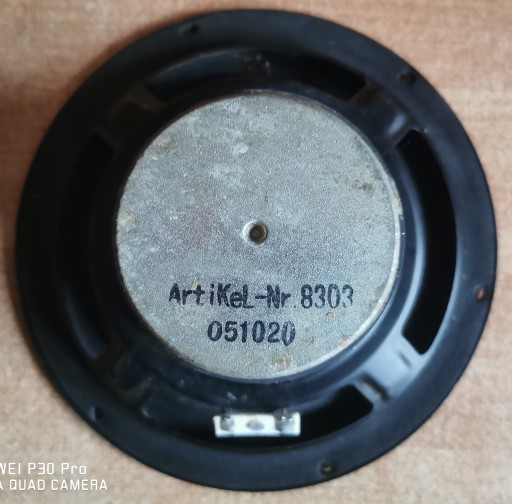 ArtiKeL-Nr.8303
051020
WEI P30 Pro
A QUAD CAMERA